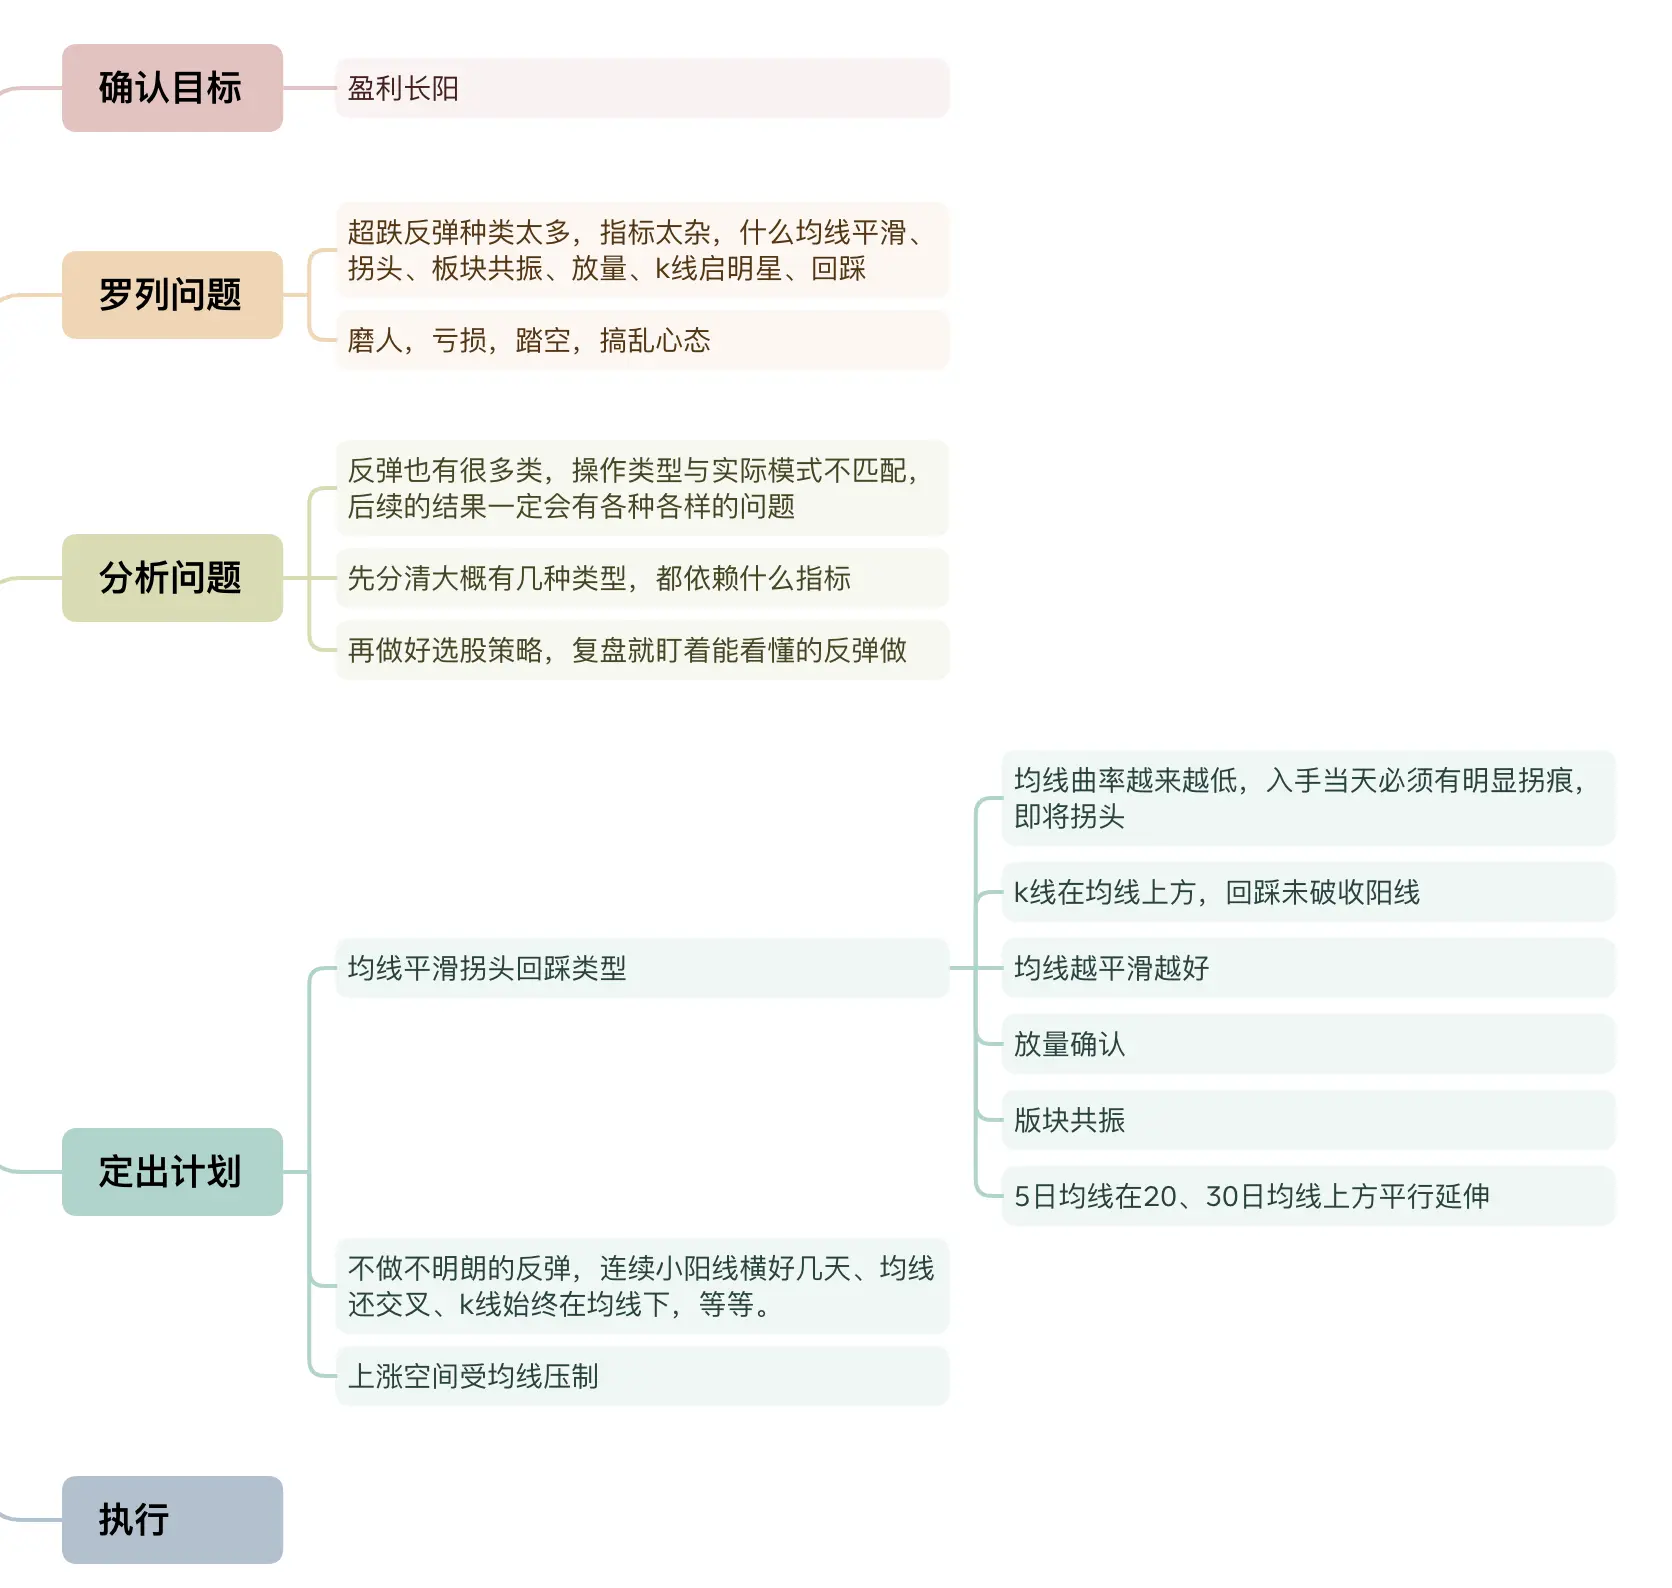 确认目标
盈利长阳
罗列问题
超跌反弹种类太多，指标太杂，什么均线平滑、
拐头、板块共振、放量、k线启明星、回踩
磨人，亏损，踏空，搞乱心态
分析问题
反弹也有很多类，操作类型与实际模式不匹配，
后续的结果一定会有各种各样的问题
先分清大概有几种类型，都依赖什么指标
再做好选股策略，复盘就盯着能看懂的反弹做
定出计划
均线平滑拐头回踩类型
均线曲率越来越低，入手当天必须有明显拐痕，
即将拐头
k线在均线上方，回踩未破收阳线
均线越平滑越好
放量确认
版块共振
5日均线在20、30日均线上方平行延伸
不做不明朗的反弹，连续小阳线横好几天、均线
还交叉、k线始终在均线下，等等。
上涨空间受均线压制
执行